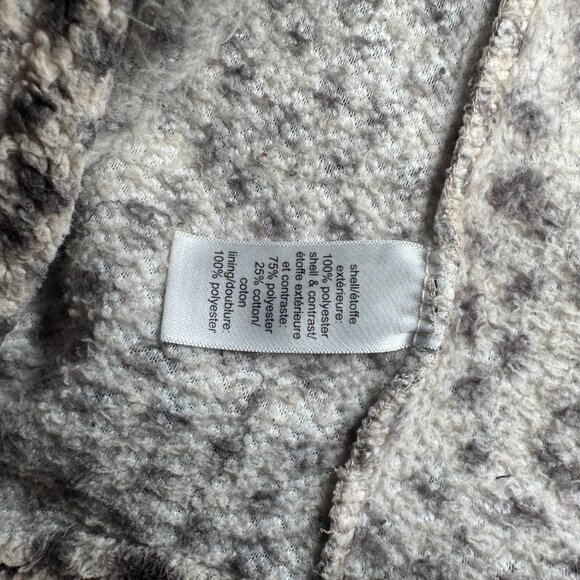 shell/étoffe
extérieure:
100% polyester
shell & contrast/
étoffe extérieure
et contraste:
75% polyester
25% cotton/
coton
lining/doublure:
100% polyester